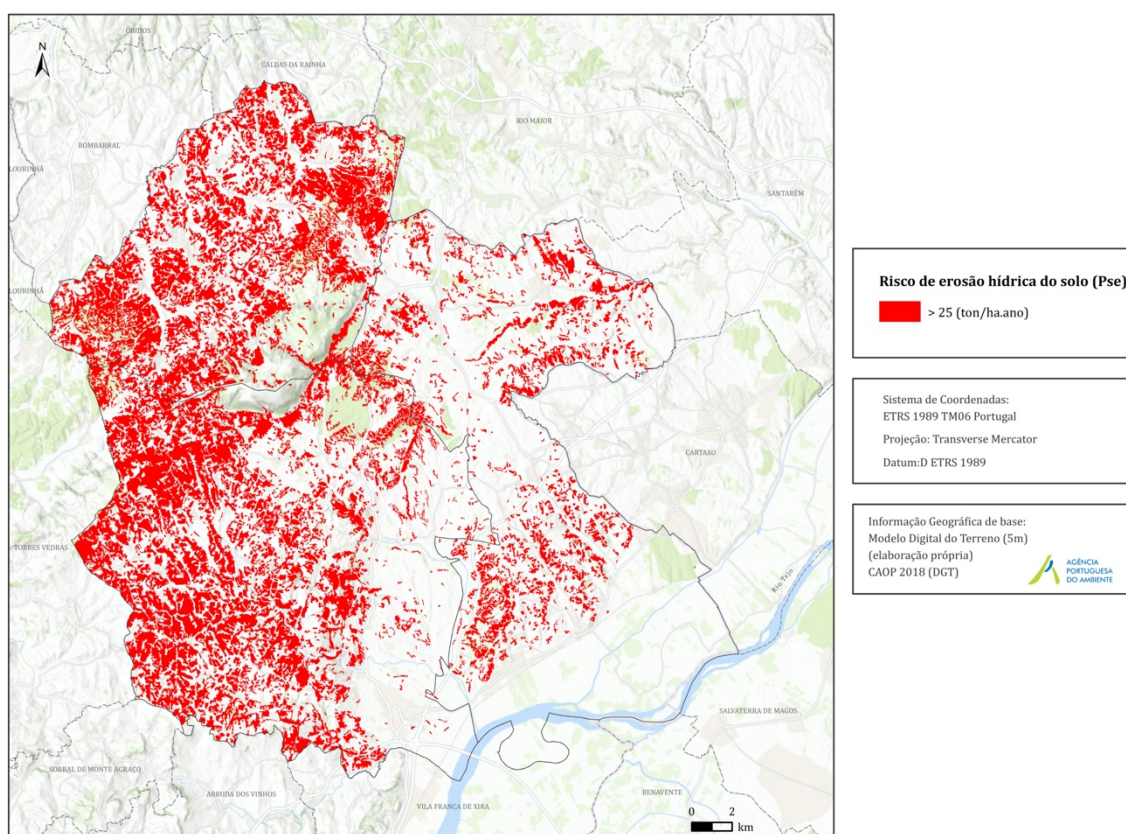 ÓBIDOS
N
CALDAS DA RAINHA
RIO MAIOR
BOMBARRAL
LOURINHÃ
SANTARÉM
LOURINHÃ
CARTAXO
TORRES VEDRAS
Rio Tejo
SALVATERRA DE MAGOS
SOBRAL DE MONTE AGRAÇO
ARRUDA DOS VINHOS
VILA FRANCA DE XIRA
BENAVENTE
0 2
km
Risco de erosão hídrica do solo (Pse)
> 25 (ton/ha.ano)
Sistema de Coordenadas:
ETRS 1989 TM06 Portugal
Projeção: Transverse Mercator
Datum:D ETRS 1989
Informação Geográfica de base:
Modelo Digital do Terreno (5m)
(elaboração própria)
CAOP 2018 (DGT)
AGÊNCIA
PORTUGUESA
DO AMBIENTE